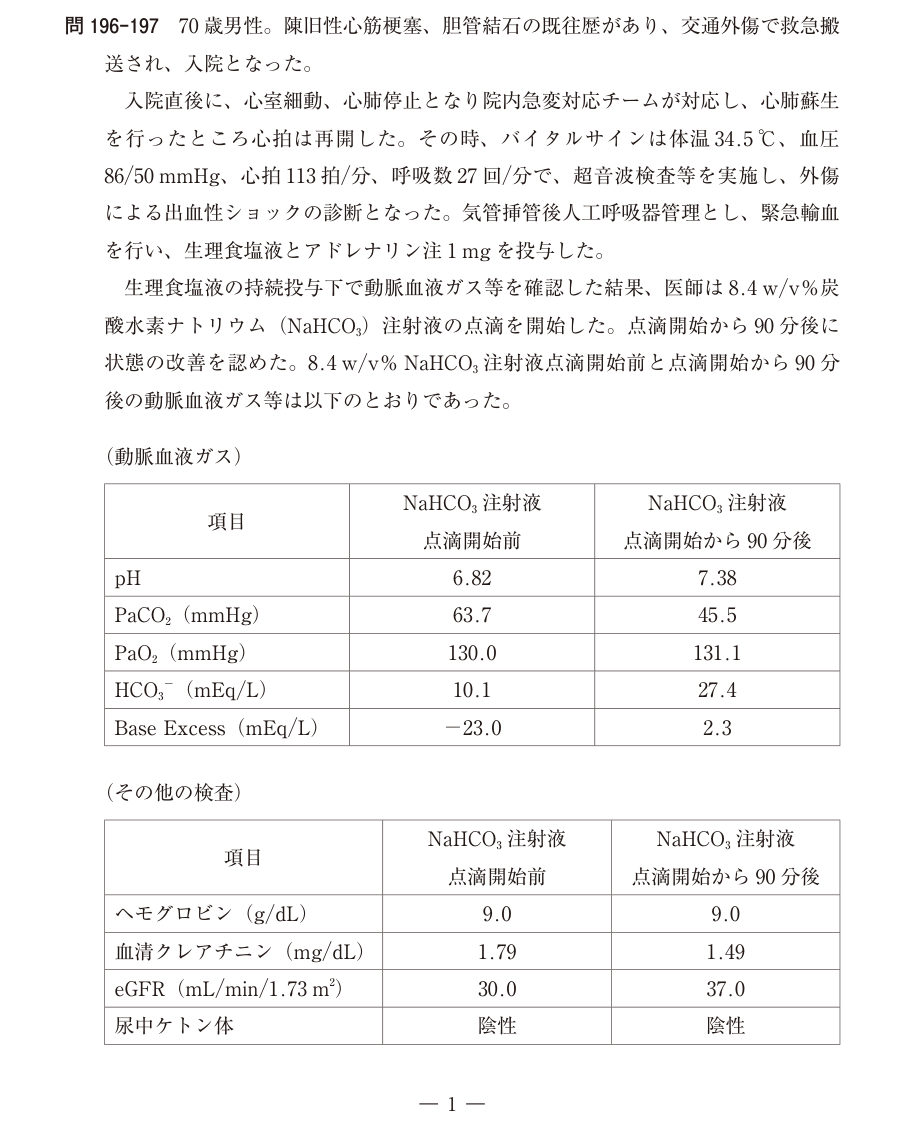 問 196-197 70 歳男性。陳旧性心筋梗塞、胆管結石の既往歴があり、交通外傷で救急搬
送され、入院となった。
入院直後に、心室細動、心肺停止となり院内急変対応チームが対応し、心肺蘇生
を行ったところ心拍は再開した。その時、バイタルサインは体温 34.5 ℃、血圧
86/50 mmHg、心拍 113 拍/分、呼吸数 27 回/分で、超音波検査等を実施し、外傷
による出血性ショックの診断となった。気管挿管後人工呼吸器管理とし、緊急輸血
を行い、生理食塩液とアドレナリン注 1 mg を投与した。
生理食塩液の持続投与下で動脈血液ガス等を確認した結果、医師は 8.4 w/v%炭
酸水素ナトリウム（NaHCO₃）注射液の点滴を開始した。点滴開始から 90 分後に
状態の改善を認めた。8.4 w/v% NaHCO₃ 注射液点滴開始前と点滴開始から 90 分
後の動脈血液ガス等は以下のとおりであった。
（動脈血液ガス）
項目 NaHCO₃ 注射液 点滴開始前 NaHCO₃ 注射液 点滴開始から 90 分後
pH 6.82 7.38
PaCO₂（mmHg） 63.7 45.5
PaO₂（mmHg） 130.0 131.1
HCO₃⁻（mEq/L） 10.1 27.4
Base Excess（mEq/L） −23.0 2.3
（その他の検査）
項目 NaHCO₃ 注射液 点滴開始前 NaHCO₃ 注射液 点滴開始から 90 分後
ヘモグロビン（g/dL） 9.0 9.0
血清クレアチニン（mg/dL） 1.79 1.49
eGFR（mL/min/1.73 m²） 30.0 37.0
尿中ケトン体 陰性 陰性
― 1 ―